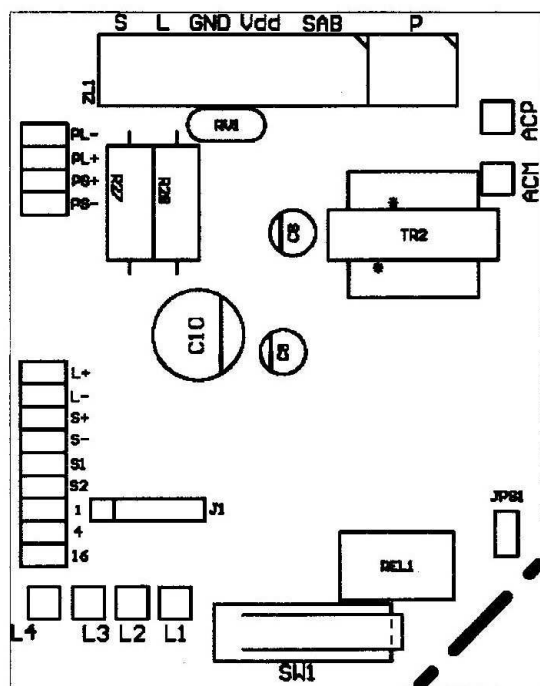 S L GND Vdd SAB P
ZL1
RV1
ACP
PL-
PL+
PS+
PS-
R27
R28
ACM
TR2
C10
L+
L-
S+
S-
S1
S2
1
4
16
J1
JPS1
REL1
L4 L3 L2 L1
SW1